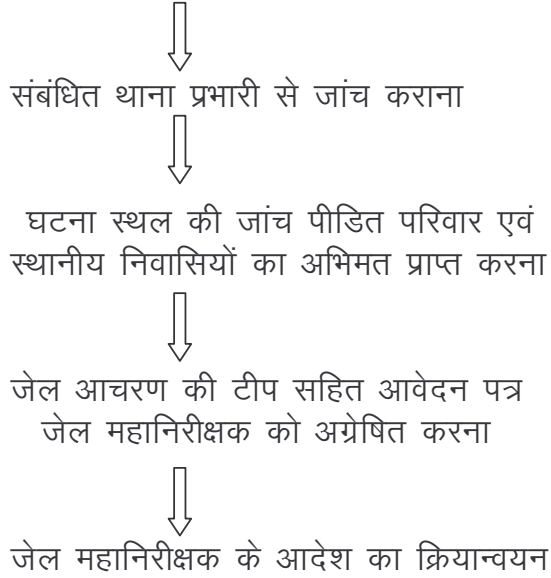 संबंधित थाना प्रभारी से जांच कराना
घटना स्थल की जांच पीडित परिवार एवं
स्थानीय निवासियों का अभिमत प्राप्त करना
जेल आचरण की टीप सहित आवेदन पत्र
जेल महानिरीक्षक को अग्रेषित करना
जेल महानिरीक्षक के आदेश का क्रियान्वयन